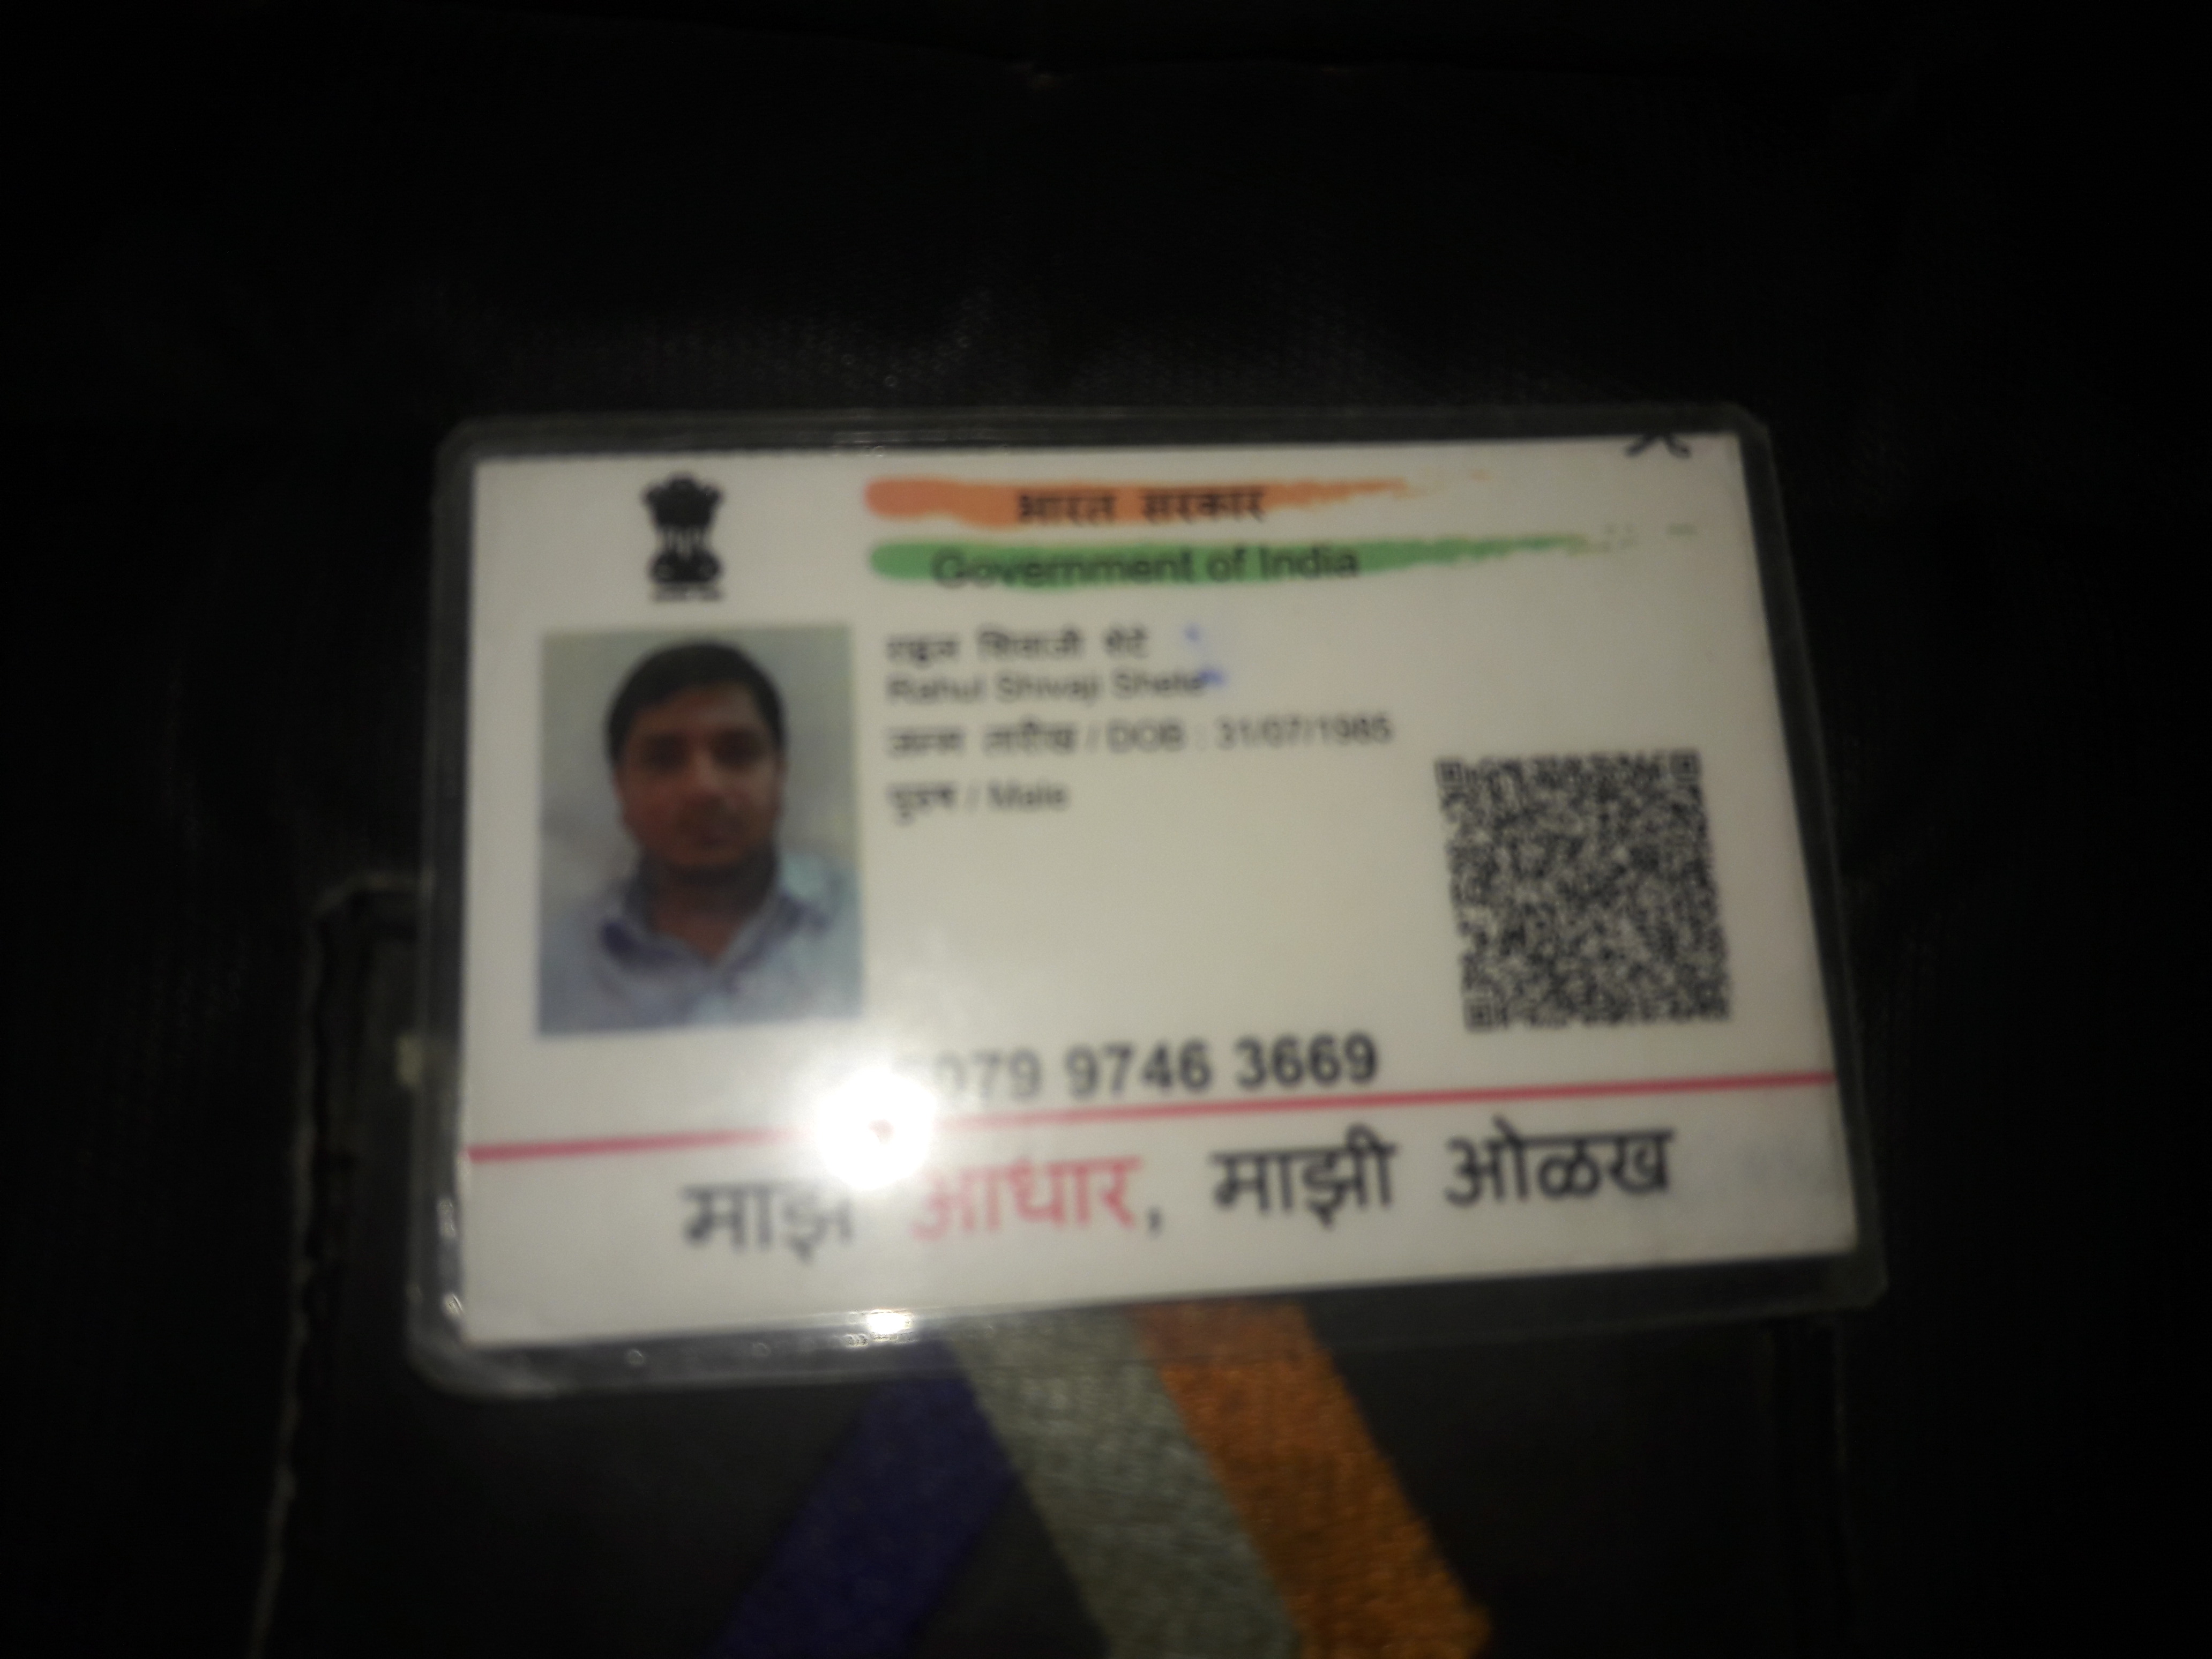 भारत सरकार
Government of India
राहुल शिवाजी शेटे
Rahul Shivaji Shete
जन्म तारीख / DOB : 31/07/1985
पुरुष / Male
079 9746 3669
माझे आधार, माझी ओळख